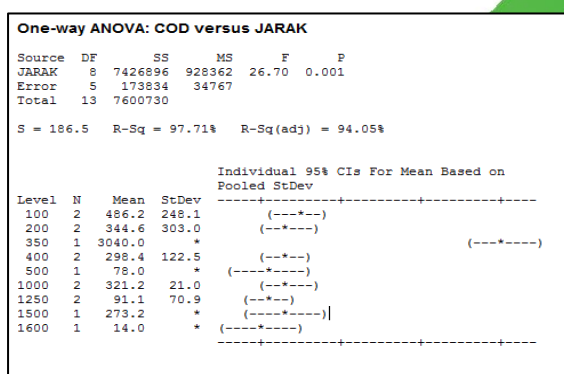 One-way ANOVA: COD versus JARAK
Source  DF       SS      MS      F      P
JARAK    8  7426896  928362  26.70  0.001
Error    5   173834   34767
Total   13  7600730
S = 186.5   R-Sq = 97.71%   R-Sq(adj) = 94.05%
Individual 95% CIs For Mean Based on
Pooled StDev
Level  N    Mean  StDev  -----+---------+---------+---------+----
100    2   486.2  248.1  (---*--)
200    2   344.6  303.0  (--*---)
350    1  3040.0      *  (---*----)
400    2   298.4  122.5  (--*--)
500    1    78.0      *  (----*----)
1000   2   321.2   21.0  (--*---)
1250   2    91.1   70.9  (--*--)
1500   1   273.2      *  (----*----)
1600   1    14.0      *  (----*----)
-----+---------+---------+---------+----